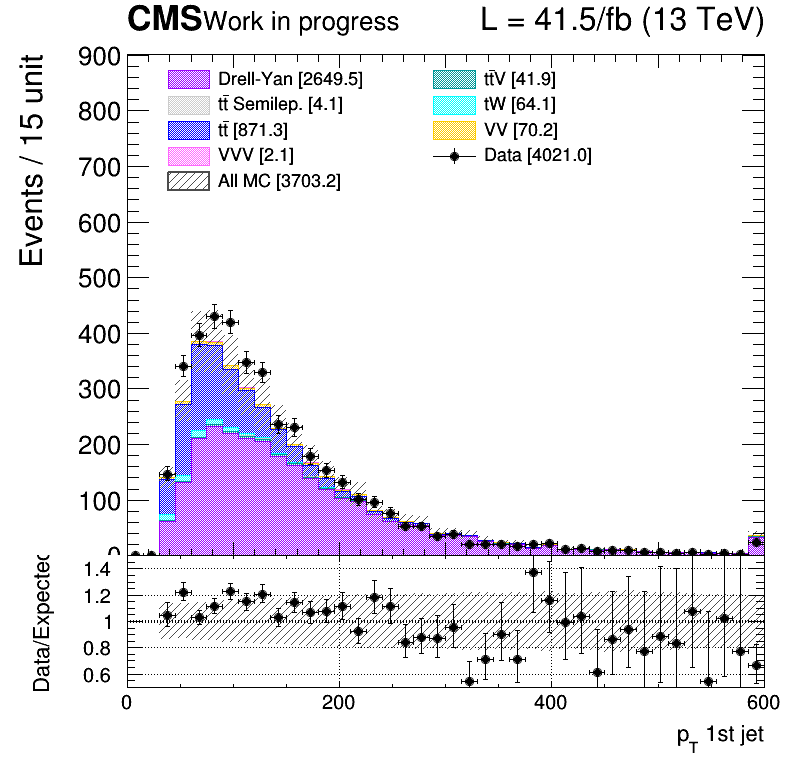 CMS Work in progress L = 41.5/fb (13 TeV)
Events / 15 unit
900
800
700
600
500
400
300
200
100
0
Drell-Yan [2649.5]
tt̄ Semilep. [4.1]
tt̄ [871.3]
VVV [2.1]
All MC [3703.2]
tt̄V [41.9]
tW [64.1]
VV [70.2]
Data [4021.0]
Data/Expected
1.4
1.2
1
0.8
0.6
0 200 400 600
p_T 1st jet